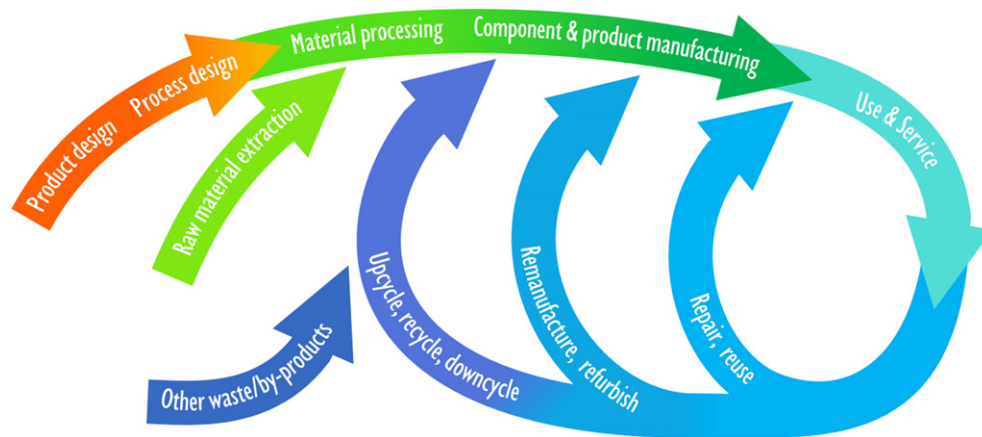 Product design Process design
Material processing
Component & product manufacturing
Raw material extraction
Use & Service
Other waste/by-products
Upcycle, recycle, downcycle
Remanufacture, refurbish
Repair, reuse